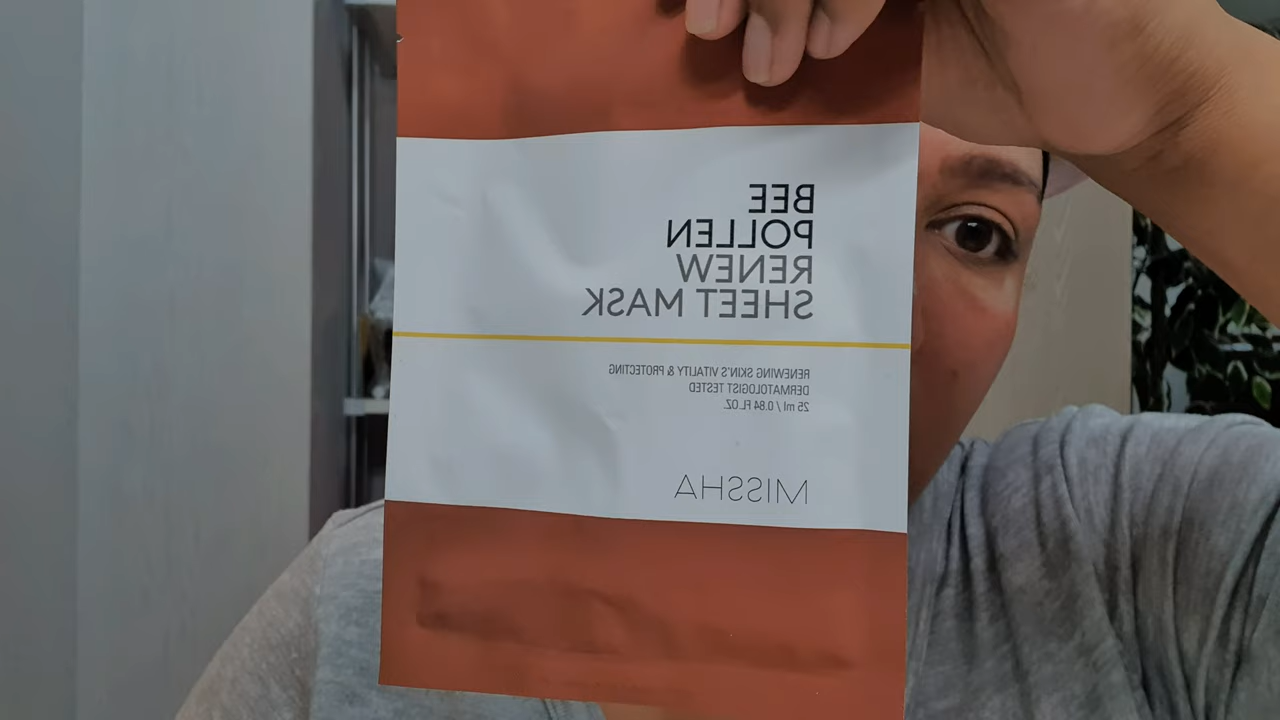 BEE
POLLEN
RENEW
SHEET MASK
RENEWING SKIN'S VITALITY & PROTECTING
DERMATOLOGIST TESTED
25 ml / 0.84 FL.OZ.
MISSHA